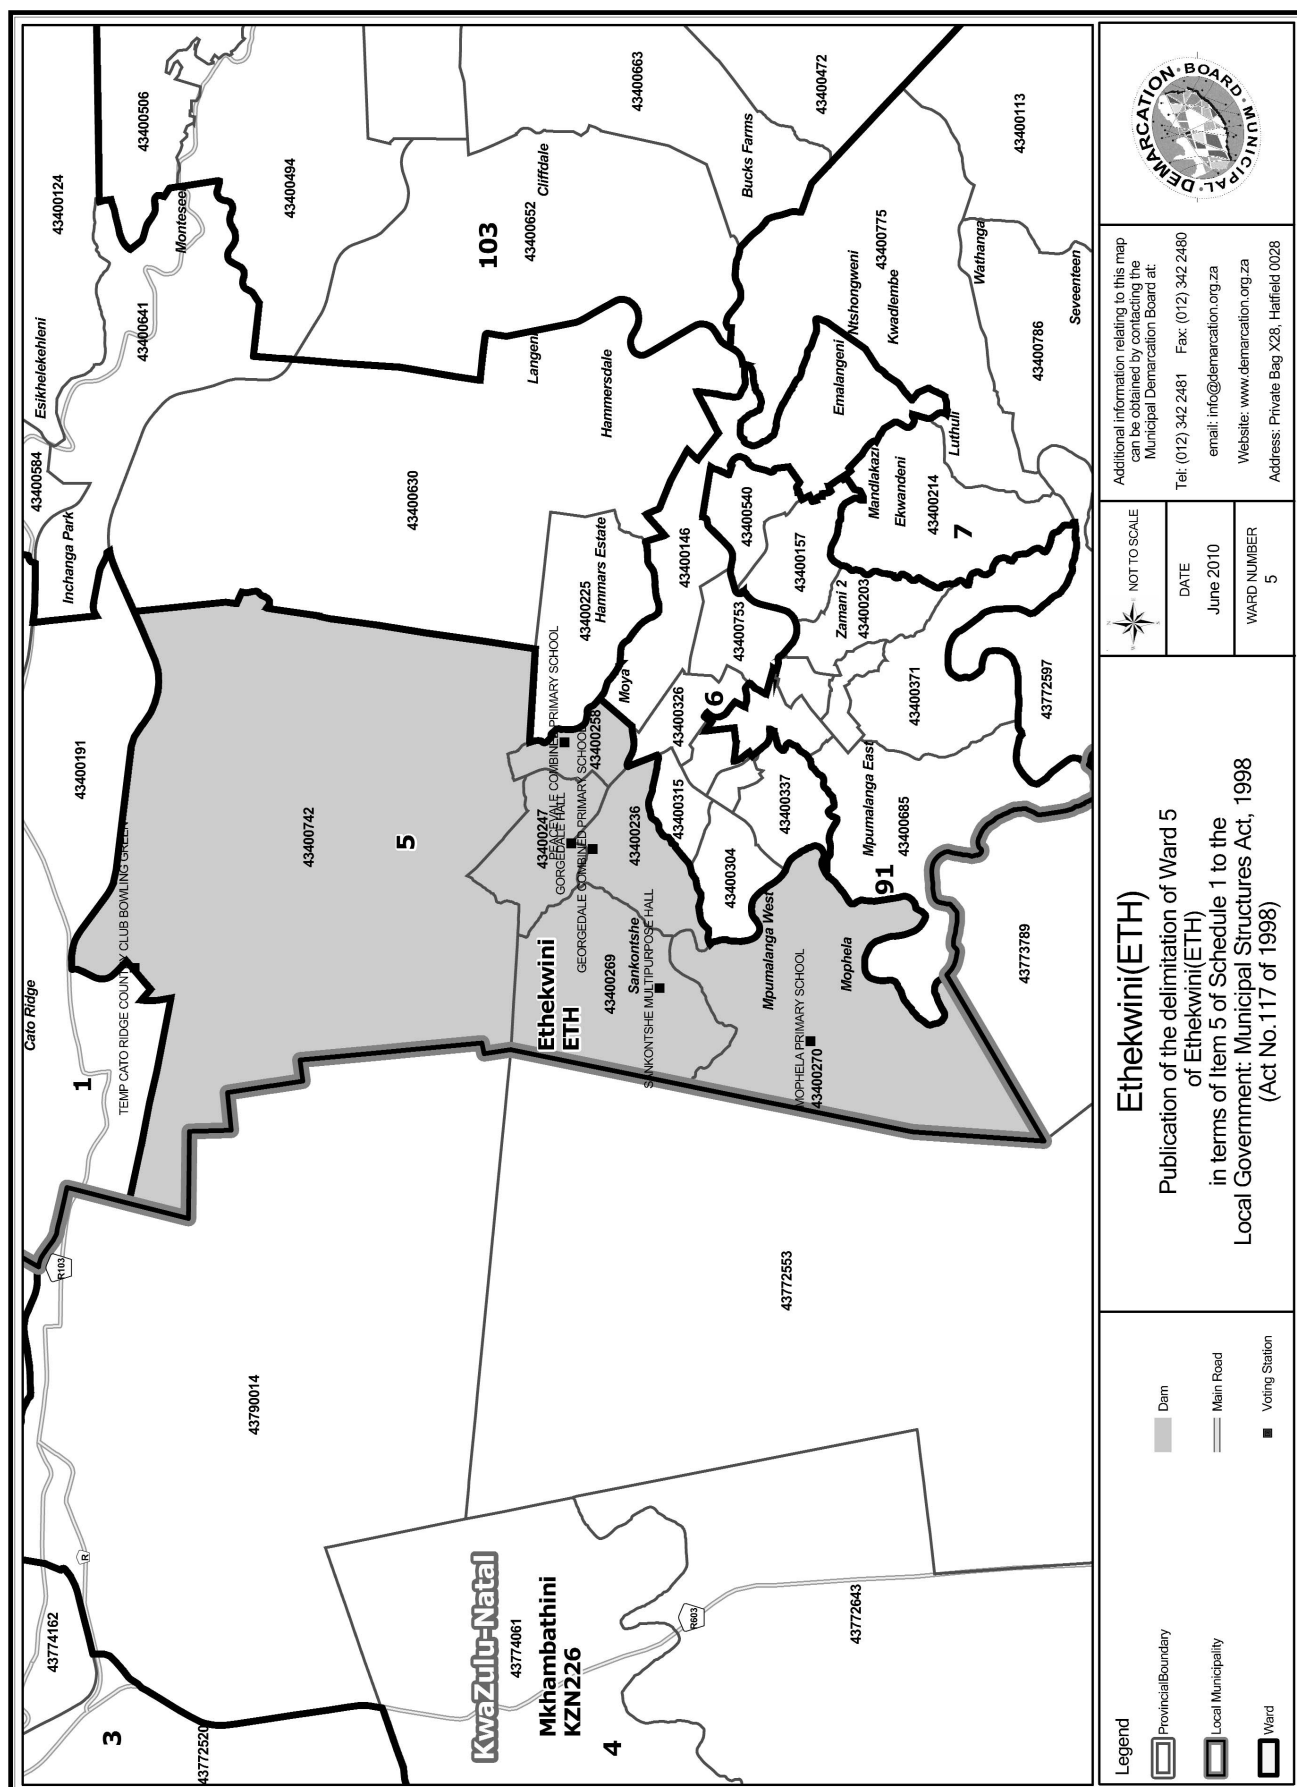 Cato Ridge
Esikhelekehleni
Inchanga Park
Monteseel
43400124
43400506
43400584
43400641
43400494
43400191
1
R103
R
3
43774162
43772520
TEMP CATO RIDGE COUNTRY CLUB BOWLING GREEN
43790014
43400742
5
43400630
103
43400652
Cliffdale
43400663
Langeni
Hammersdale
KwaZulu-Natal
43774061
Mkhambathini
KZN226
4
R603
43772643
43772553
Ethekwini
ETH
43400247
PEACEVALE COMBINED PRIMARY SCHOOL
GORGEDALE HALL
GEORGEDALE COMBINED PRIMARY SCHOOL
43400258
43400225
Hammars Estate
43400269
43400236
Sankontshe
SANKONTSHE MULTIPURPOSE HALL
Moya
43400146
43400326
43400315
6
43400753
43400540
43400304
43400337
43400157
Mpumalanga West
MOPHELA PRIMARY SCHOOL
43400270
Mophela
Mpumalanga East
43400685
91
Zamani 2
43400203
43400371
Bucks Farms
43400472
Emalangeni
Ntshongweni
43400775
Kwadlembe
Mandlakazi
Ekwandeni
43400214
7
Luthuli
Wathanga
43400113
43400786
Seveenteen
43772597
43773789
Legend
ProvincialBoundary
Local Municipality
Ward
Dam
Main Road
Voting Station
Ethekwini(ETH)
Publication of the delimitation of Ward 5
of Ethekwini(ETH)
in terms of Item 5 of Schedule 1 to the
Local Government: Municipal Structures Act, 1998
(Act No.117 of 1998)
NOT TO SCALE
DATE
June 2010
WARD NUMBER
5
Additional information relating to this map
can be obtained by contacting the
Municipal Demarcation Board at:
Tel: (012) 342 2481 Fax: (012) 342 2480
email: info@demarcation.org.za
Website: www.demarcation.org.za
Address: Private Bag X28, Hatfield 0028
MUNICIPAL DEMARCATION BOARD